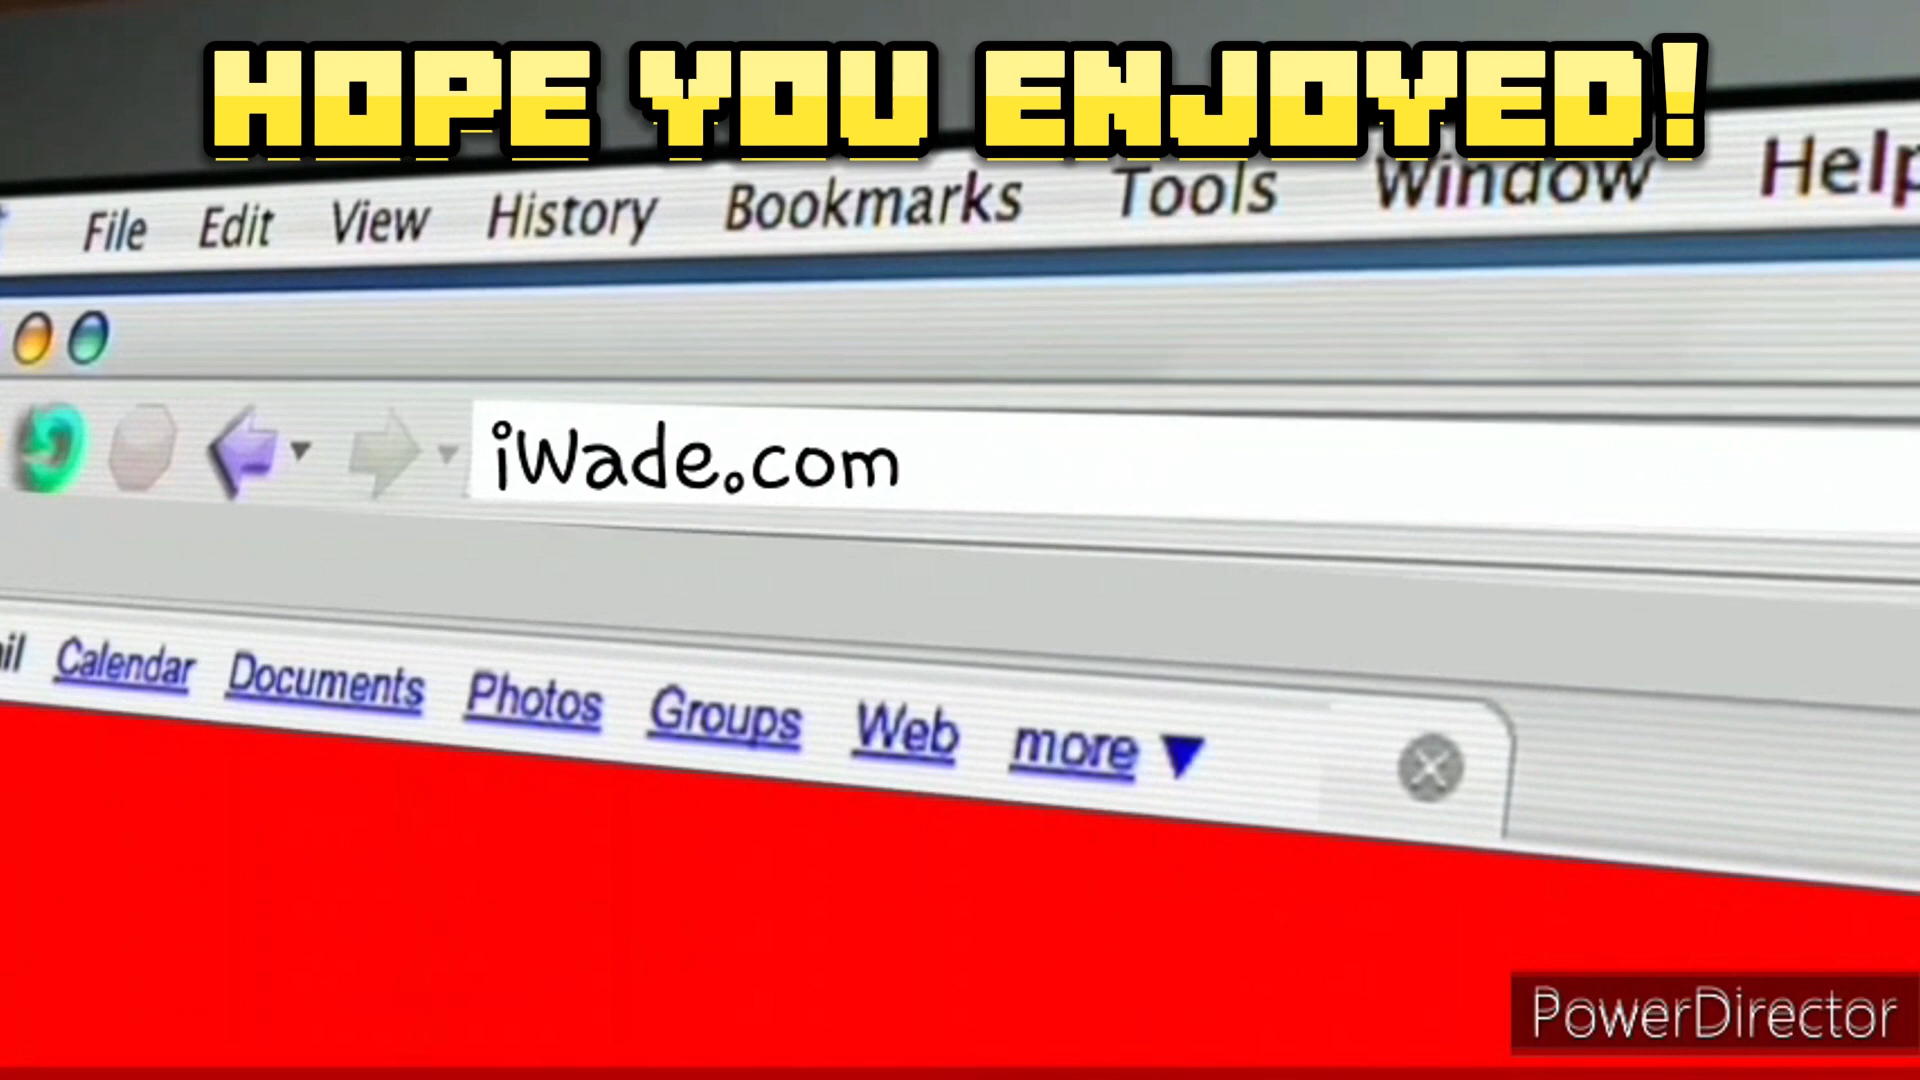 HOPE YOU ENJOYED!
File Edit View History Bookmarks Tools Window Help
iWade.com
Calendar Documents Photos Groups Web more ▼
PowerDirector